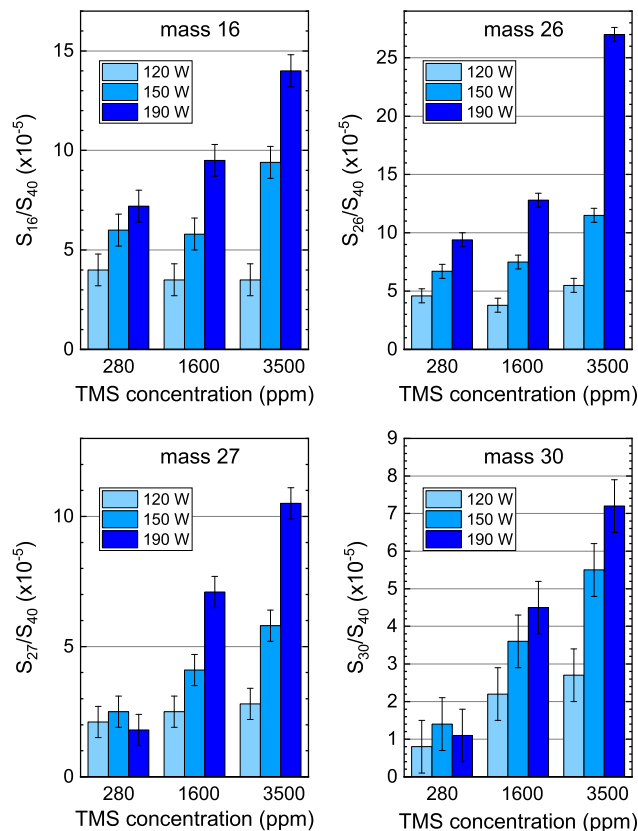 mass 16
120 W
150 W
190 W
S16/S40 (x10-5)
15
10
5
0
280 1600 3500
TMS concentration (ppm)
mass 26
120 W
150 W
190 W
S26/S40 (x10-5)
25
20
15
10
5
0
280 1600 3500
TMS concentration (ppm)
mass 27
120 W
150 W
190 W
S27/S40 (x10-5)
10
5
0
280 1600 3500
TMS concentration (ppm)
mass 30
120 W
150 W
190 W
S30/S40 (x10-5)
9
8
7
6
5
4
3
2
1
0
280 1600 3500
TMS concentration (ppm)